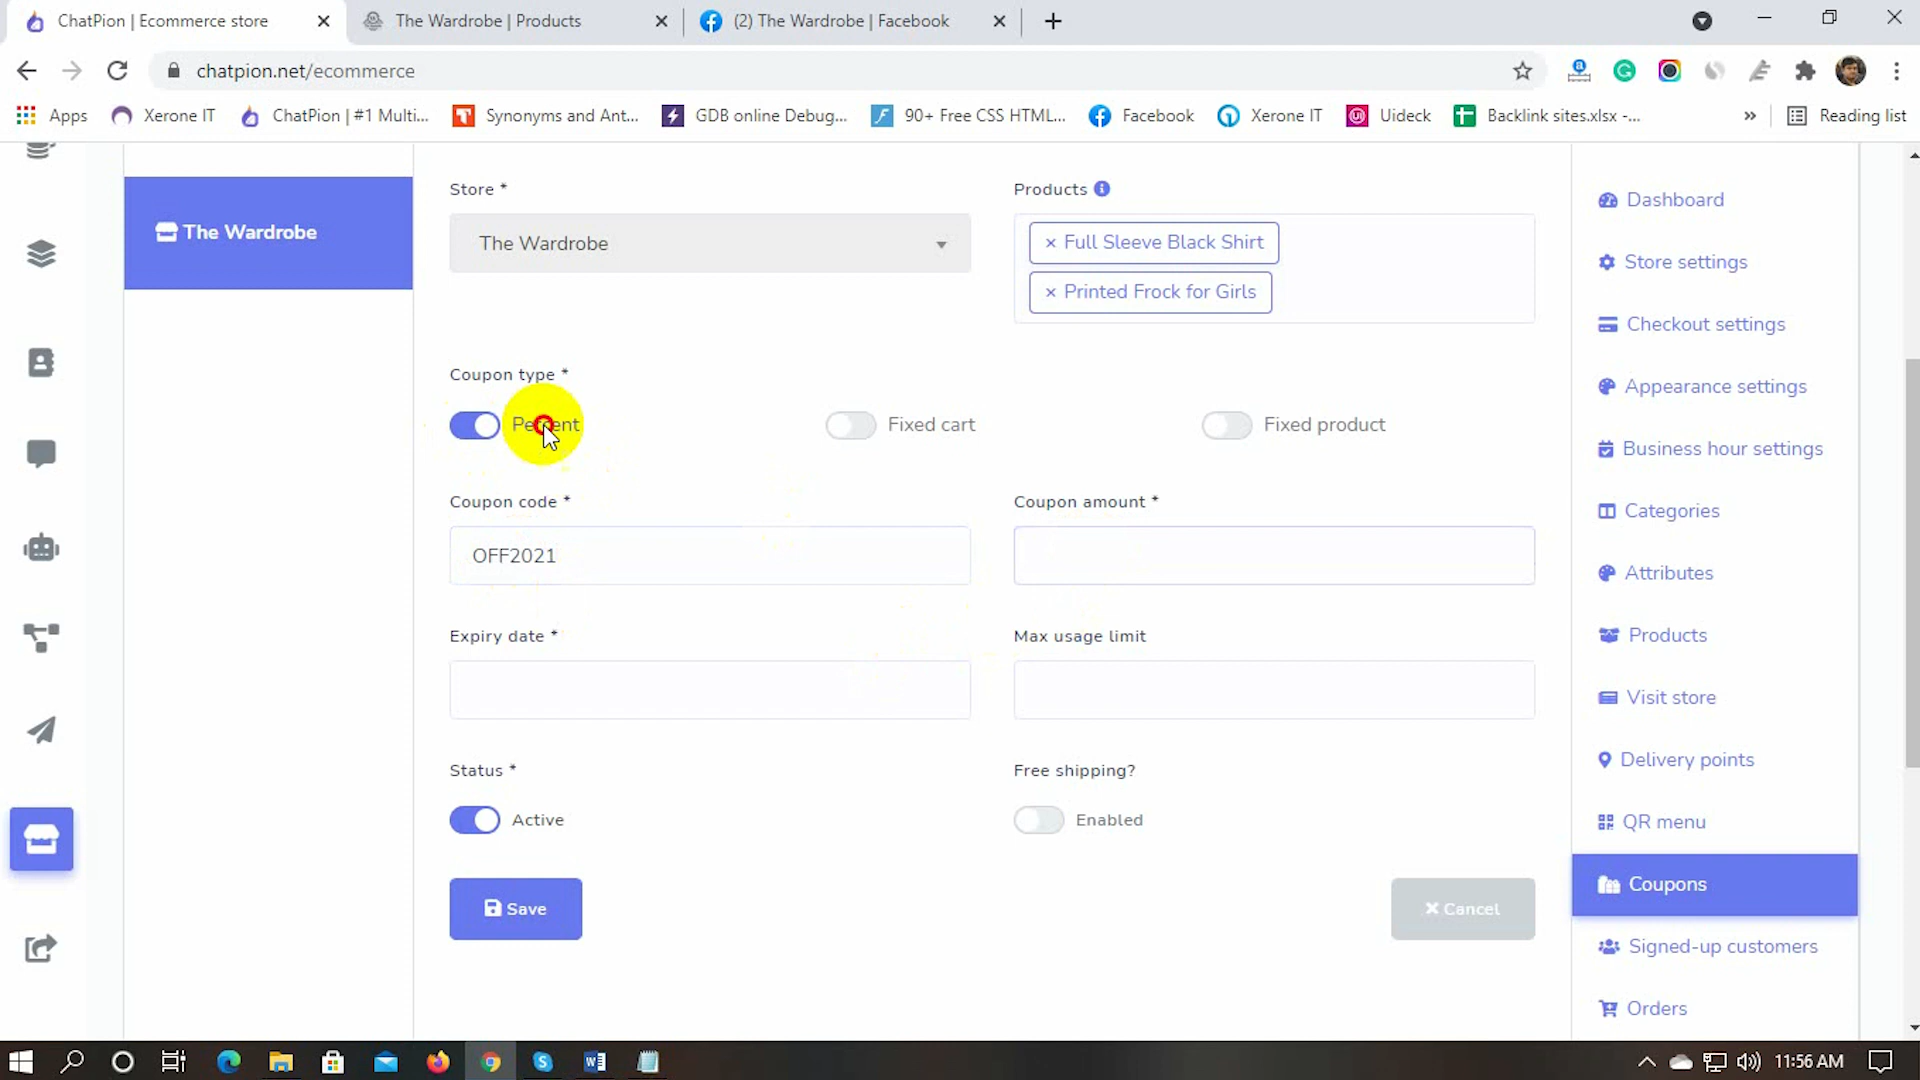 ChatPion | Ecommerce store
The Wardrobe | Products
(2) The Wardrobe | Facebook
chatpion.net/ecommerce
Apps
Xerone IT
ChatPion | #1 Multi...
Synonyms and Ant...
GDB online Debug...
90+ Free CSS HTML...
Facebook
Xerone IT
Uideck
Backlink sites.xlsx -...
»
Reading list
The Wardrobe
Store *
The Wardrobe
Products
× Full Sleeve Black Shirt
× Printed Frock for Girls
Coupon type *
Percent
Fixed cart
Fixed product
Coupon code *
OFF2021
Coupon amount *
Expiry date *
Max usage limit
Status *
Active
Free shipping?
Enabled
Save
Cancel
Dashboard
Store settings
Checkout settings
Appearance settings
Business hour settings
Categories
Attributes
Products
Visit store
Delivery points
QR menu
Coupons
Signed-up customers
Orders
11:56 AM